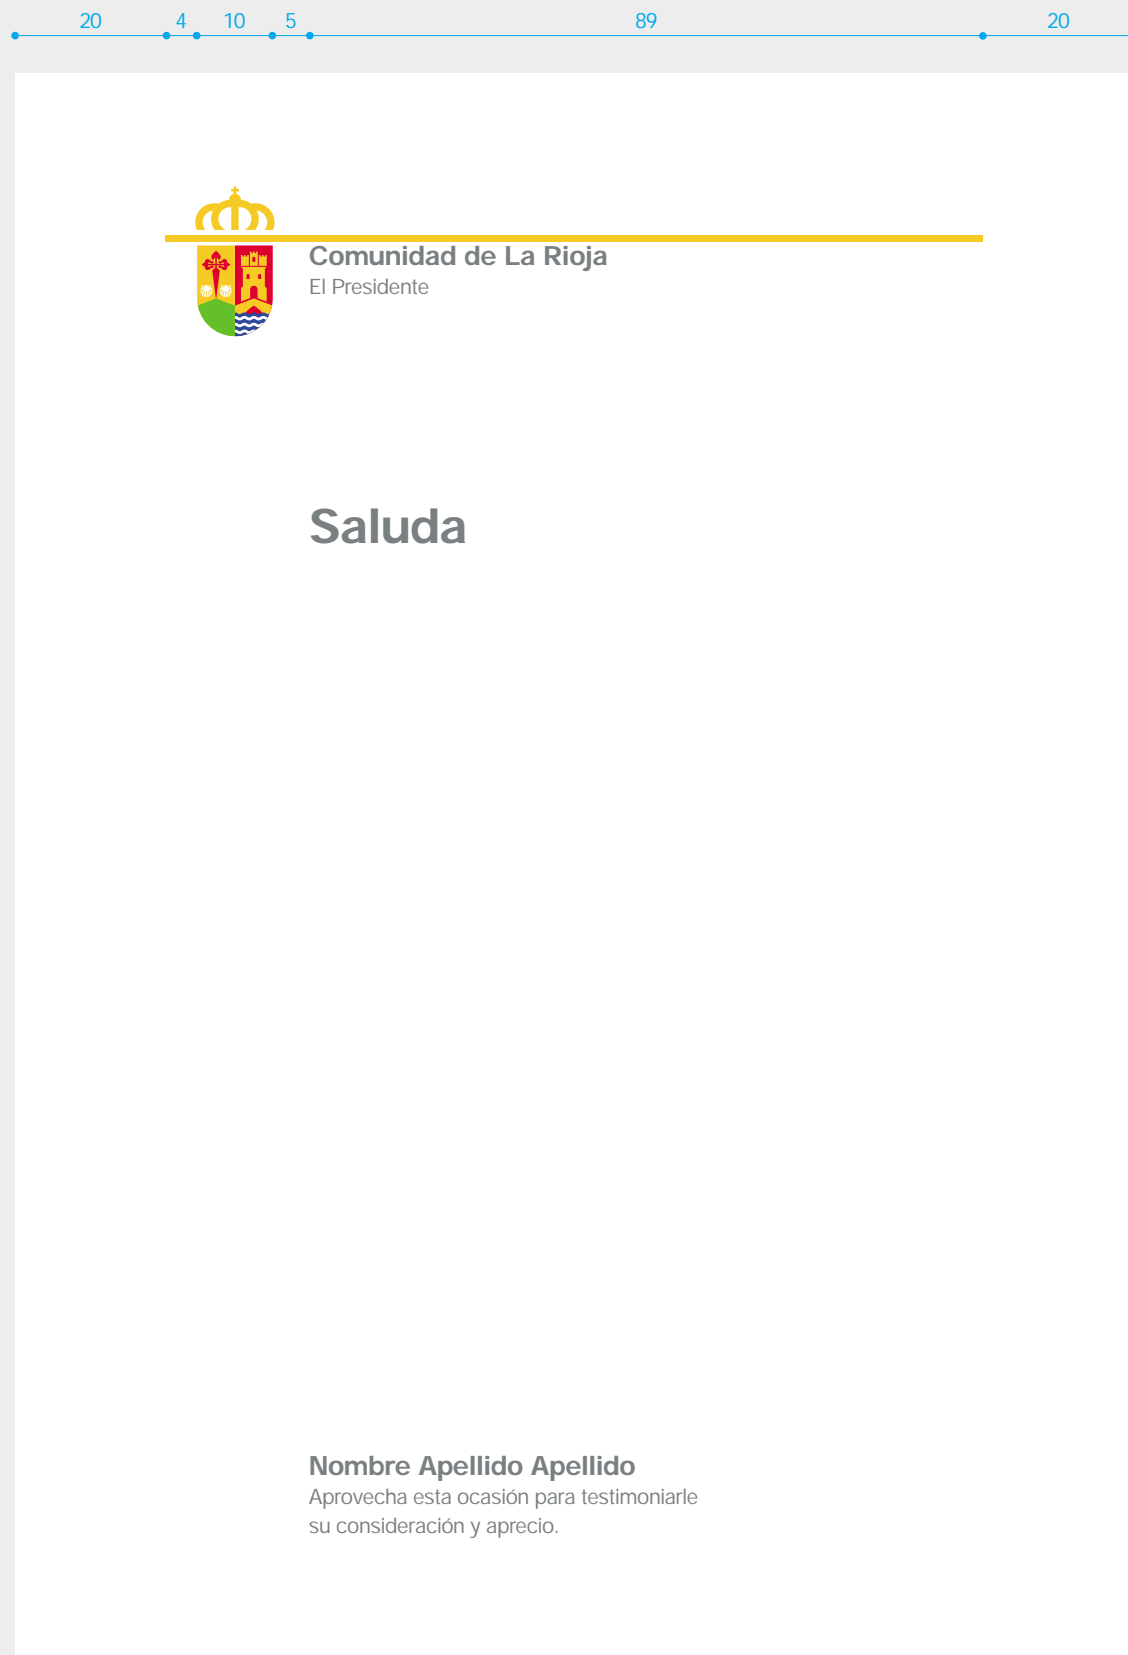 20 4 10 5 89 20
Comunidad de La Rioja
El Presidente
Saluda
Nombre Apellido Apellido
Aprovecha esta ocasión para testimoniarle
su consideración y aprecio.